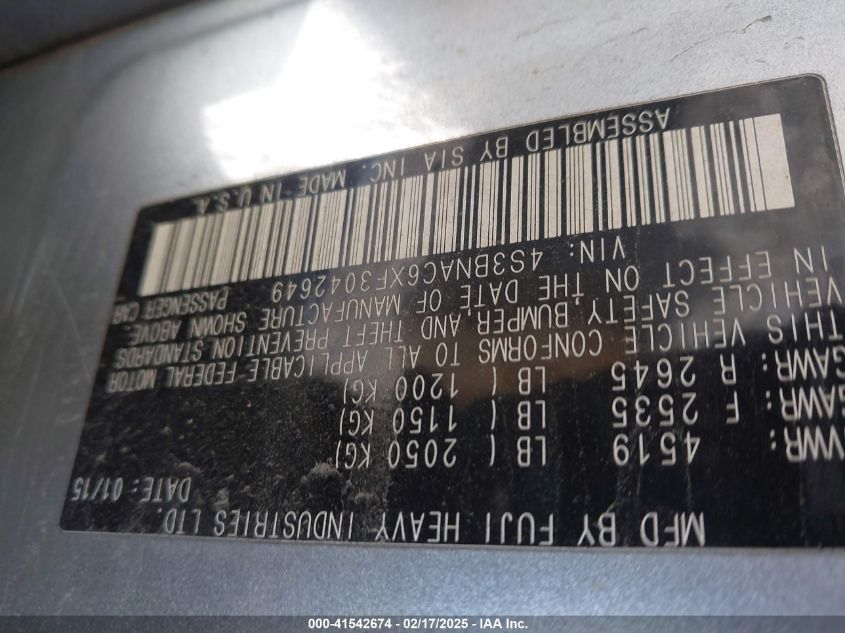 MFD BY FUJI HEAVY INDUSTRIES LTD.
DATE: 01/15
GVWR: 4519 LB ( 2050 KG)
GAWR: F 2535 LB ( 1150 KG)
GAWR: R 2645 LB ( 1200 KG)
THIS VEHICLE CONFORMS TO ALL APPLICABLE FEDERAL MOTOR
VEHICLE SAFETY, BUMPER, AND THEFT PREVENTION STANDARDS
IN EFFECT ON THE DATE OF MANUFACTURE SHOWN ABOVE.
VIN: 4S3BNAC6XF3042649 PASSENGER CAR
ASSEMBLED BY SIA INC. MADE IN U.S.A.
000-41542674 | 02/17/2025 - IAA Inc.